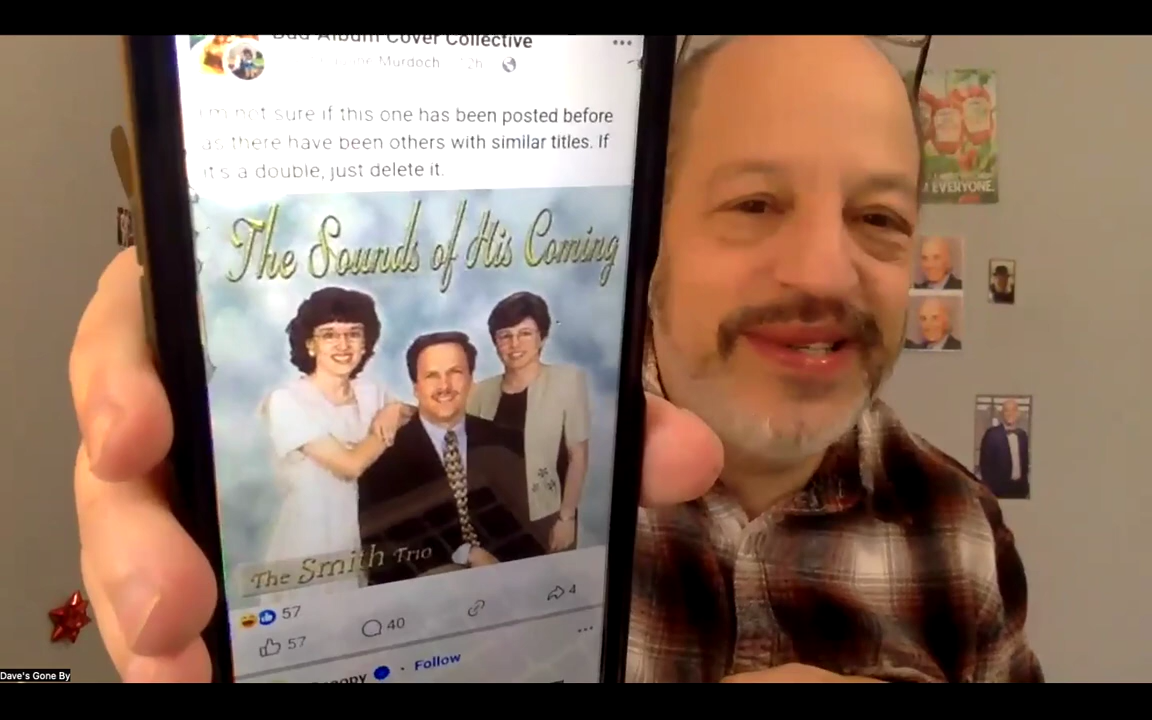 Bad Album Cover Collective
Murdoch 12h
I'm not sure if this one has been posted before
as there have been others with similar titles. If
it's a double, just delete it.
The Sounds of His Coming
The Smith Trio
57
57
40
4
Follow
EVERYONE.
Dave's Gone By